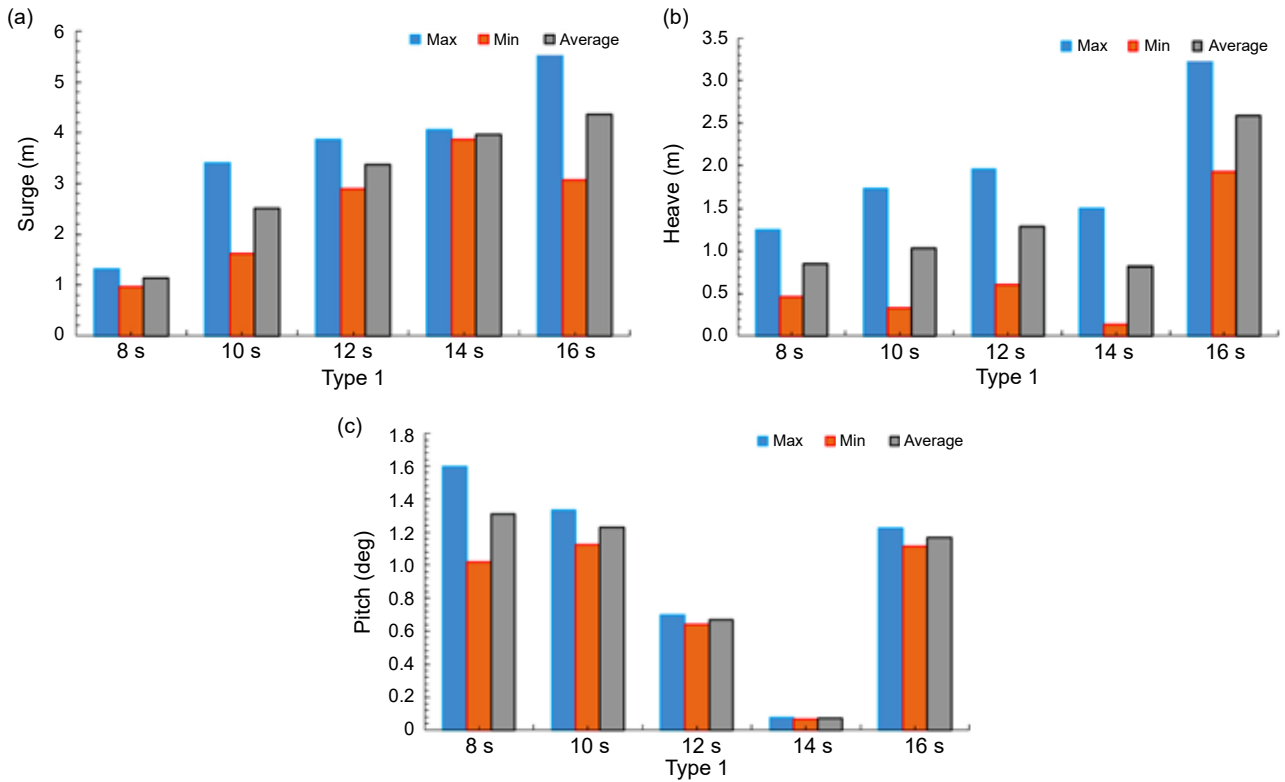 (a)
6
5
4
3
2
1
0
Surge (m)
Max Min Average
8 s 10 s 12 s 14 s 16 s
Type 1
(b)
3.5
3.0
2.5
2.0
1.5
1.0
0.5
0.0
Heave (m)
Max Min Average
8 s 10 s 12 s 14 s 16 s
Type 1
(c)
1.8
1.6
1.4
1.2
1.0
0.8
0.6
0.4
0.2
0
Pitch (deg)
Max Min Average
8 s 10 s 12 s 14 s 16 s
Type 1